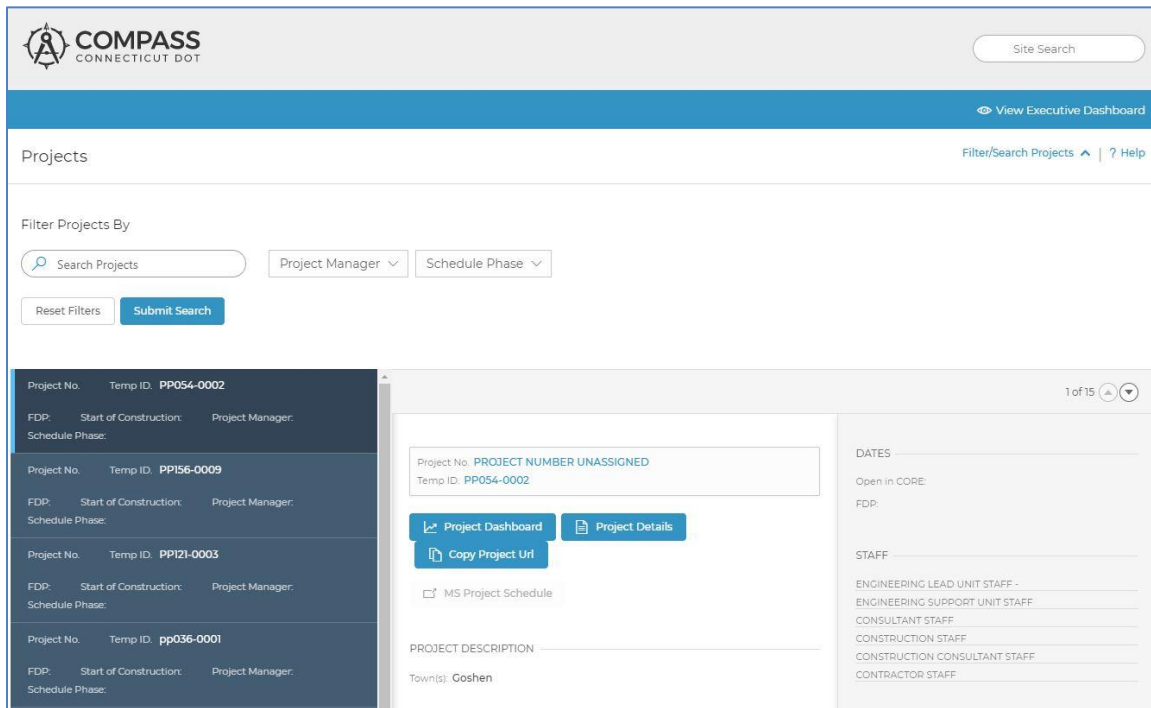 COMPASS
CONNECTICUT DOT
Site Search
View Executive Dashboard
Projects
Filter/Search Projects | ? Help
Filter Projects By
Search Projects
Project Manager
Schedule Phase
Reset Filters
Submit Search
Project No. Temp ID. PP054-0002
FDP: Start of Construction: Project Manager:
Schedule Phase:
Project No. Temp ID. PP156-0009
FDP: Start of Construction: Project Manager:
Schedule Phase:
Project No. Temp ID. PP121-0003
FDP: Start of Construction: Project Manager:
Schedule Phase:
Project No. Temp ID. pp036-0001
FDP: Start of Construction: Project Manager:
Schedule Phase:
1 of 15
Project No. PROJECT NUMBER UNASSIGNED
Temp ID. PP054-0002
Project Dashboard
Project Details
Copy Project Url
MS Project Schedule
PROJECT DESCRIPTION
Town(s): Goshen
DATES
Open in CORE:
FDP:
STAFF
ENGINEERING LEAD UNIT STAFF -
ENGINEERING SUPPORT UNIT STAFF
CONSULTANT STAFF
CONSTRUCTION STAFF
CONSTRUCTION CONSULTANT STAFF
CONTRACTOR STAFF